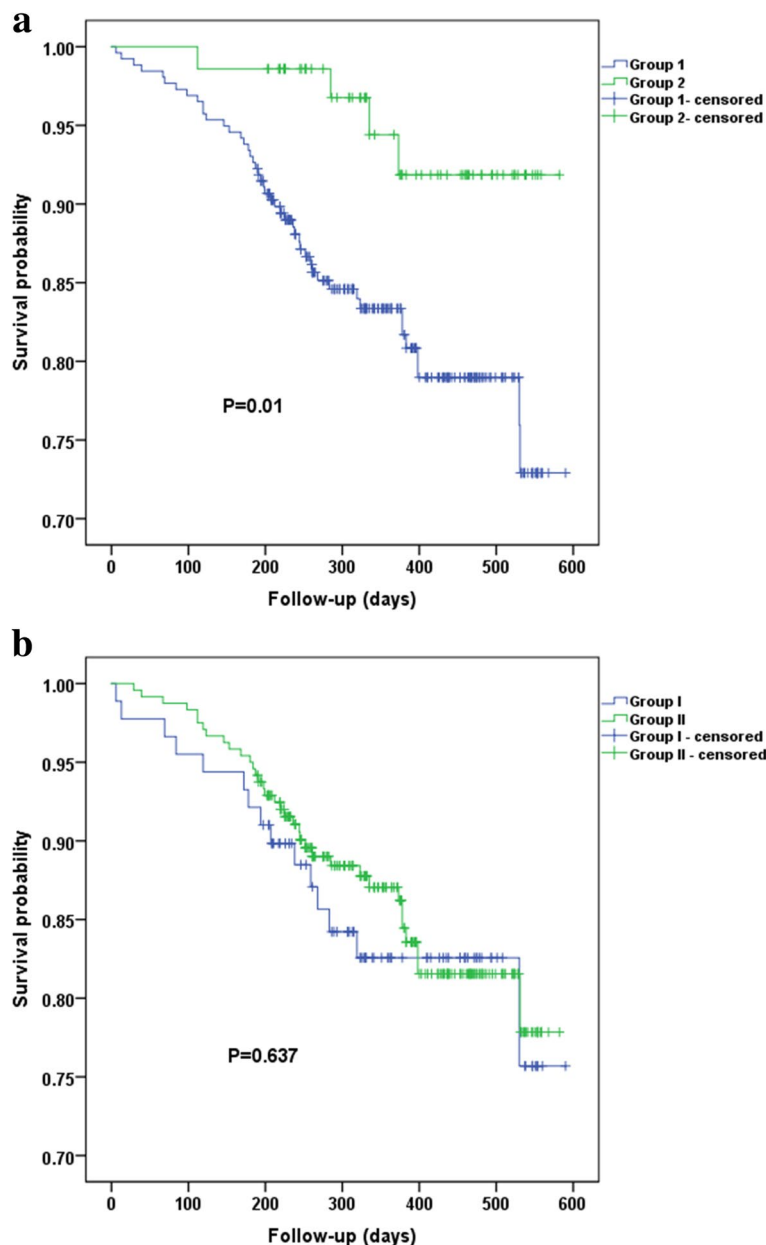 a
1.00
0.95
0.90
0.85
0.80
0.75
0.70
Survival probability
P=0.01
0 100 200 300 400 500 600
Follow-up (days)
Group 1
Group 2
Group 1- censored
Group 2- censored
b
1.00
0.95
0.90
0.85
0.80
0.75
0.70
Survival probability
P=0.637
0 100 200 300 400 500 600
Follow-up (days)
Group I
Group II
Group I - censored
Group II - censored